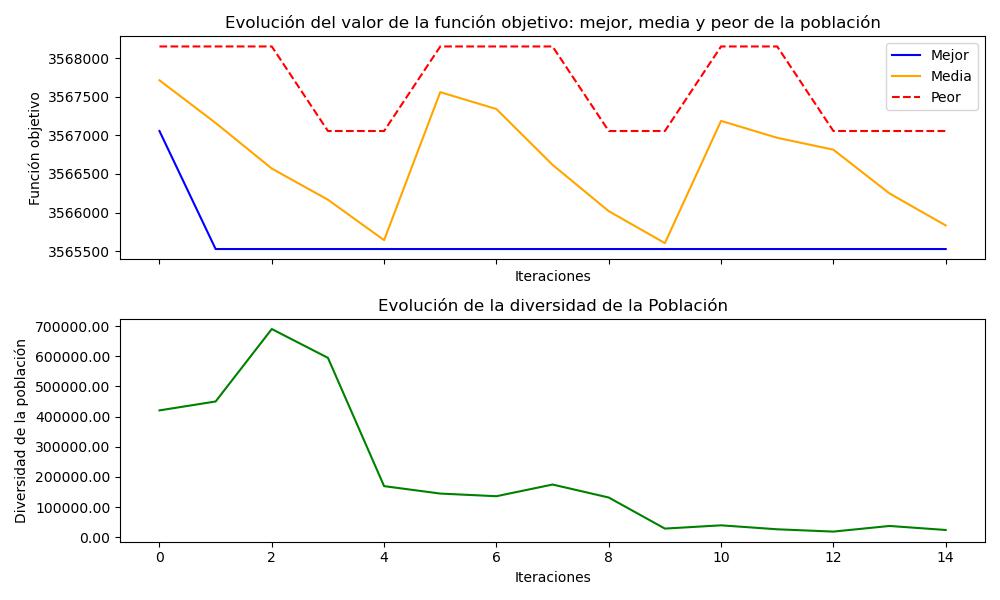 Evolución del valor de la función objetivo: mejor, media y peor de la población
Función objetivo
3568000
3567500
3567000
3566500
3566000
3565500
Mejor
Media
Peor
Iteraciones
Evolución de la diversidad de la Población
Diversidad de la población
700000.00
600000.00
500000.00
400000.00
300000.00
200000.00
100000.00
0.00
0 2 4 6 8 10 12 14
Iteraciones